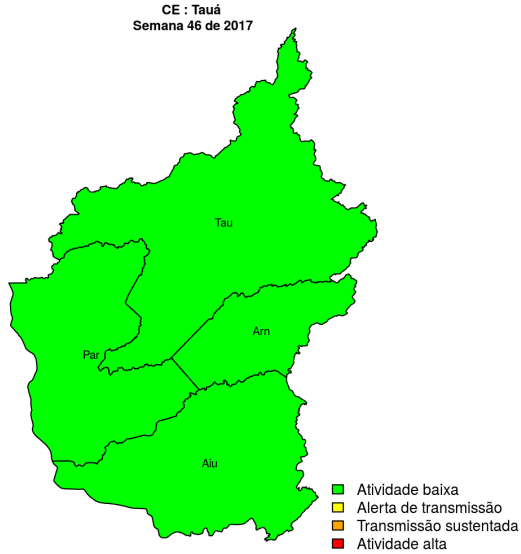 CE : Tauá
Semana 46 de 2017
Tau
Arn
Par
Aiu
Atividade baixa
Alerta de transmissão
Transmissão sustentada
Atividade alta